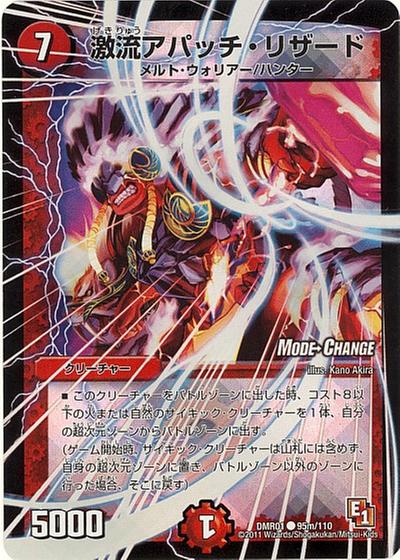 7
げきりゅう
激流アパッチ・リザード
メルト・ウォリアー/ハンター
MODE CHANGE
illus. Kano Akira
クリーチャー
■ このクリーチャーをバトルゾーンに出した時、コスト8以
下の火または自然のサイキック・クリーチャーを1体、自分
の超次元ゾーンからバトルゾーンに出す。
(ゲーム開始時、サイキック・クリーチャーは山札には含めず、
自身の超次元ゾーンに置き、バトルゾーン以外のゾーンに
行った場合、そこに戻す)
5000
1
DMR01 ● 95m/110
©2011 Wizards/Shogakukan/Mitsui-Kids
E1